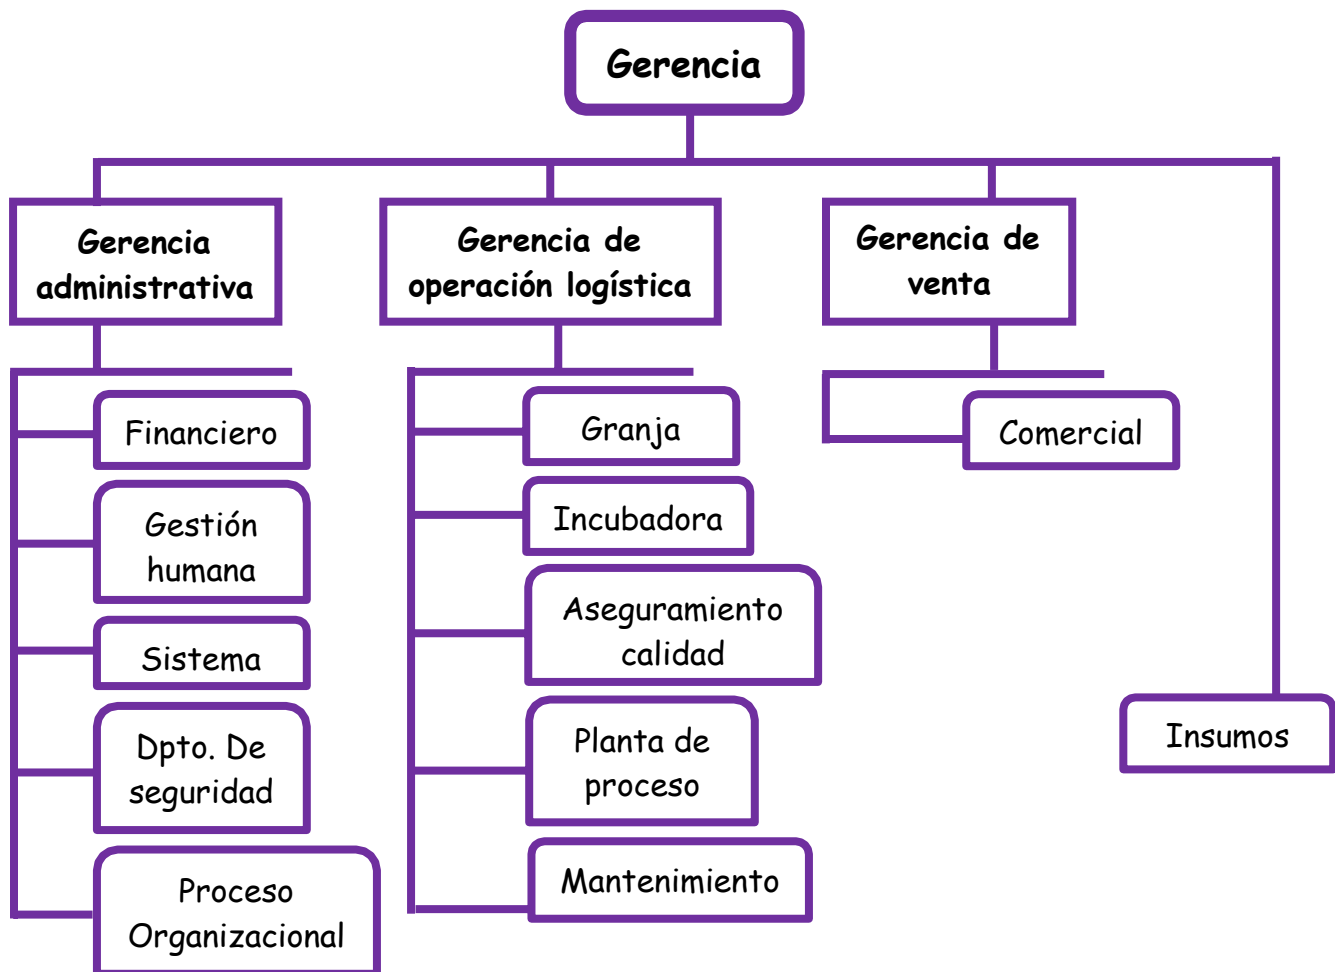 Gerencia
Gerencia
administrativa
Gerencia de
operación logística
Gerencia de
venta
Financiero
Gestión
humana
Sistema
Dpto. De
seguridad
Proceso
Organizacional
Granja
Incubadora
Aseguramiento
calidad
Planta de
proceso
Mantenimiento
Comercial
Insumos